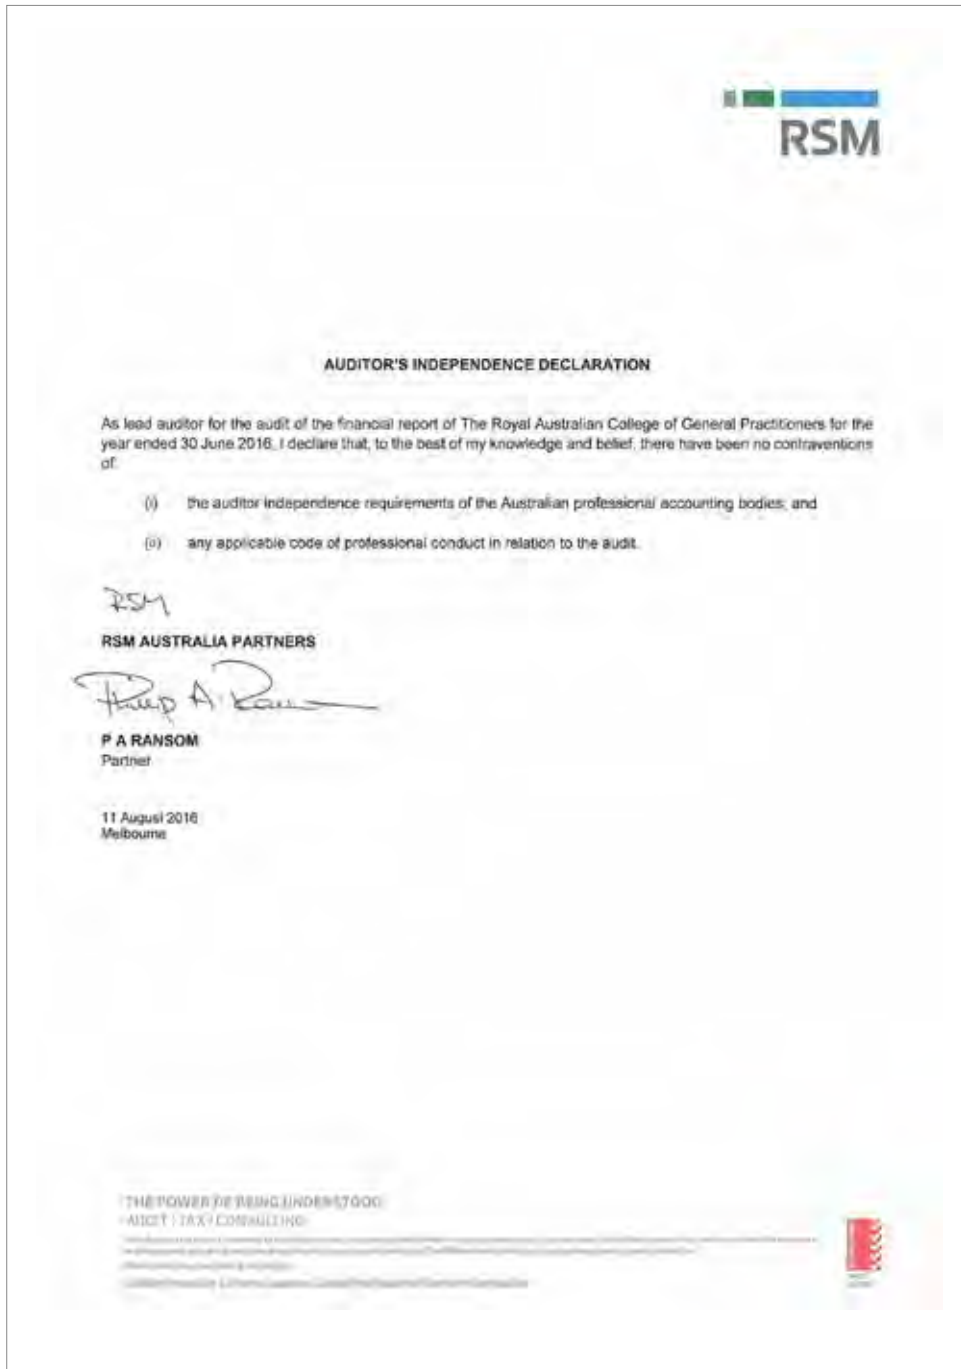 RSM
AUDITOR'S INDEPENDENCE DECLARATION
As lead auditor for the audit of the financial report of The Royal Australian College of General Practitioners for the
year ended 30 June 2016, I declare that, to the best of my knowledge and belief, there have been no contraventions
of:
(i) the auditor independence requirements of the Australian professional accounting bodies; and
(ii) any applicable code of professional conduct in relation to the audit.
RSM
RSM AUSTRALIA PARTNERS
Philip A. Ransom
P A RANSOM
Partner
11 August 2016
Melbourne
THE POWER OF BEING UNDERSTOOD
AUDIT | TAX | CONSULTING